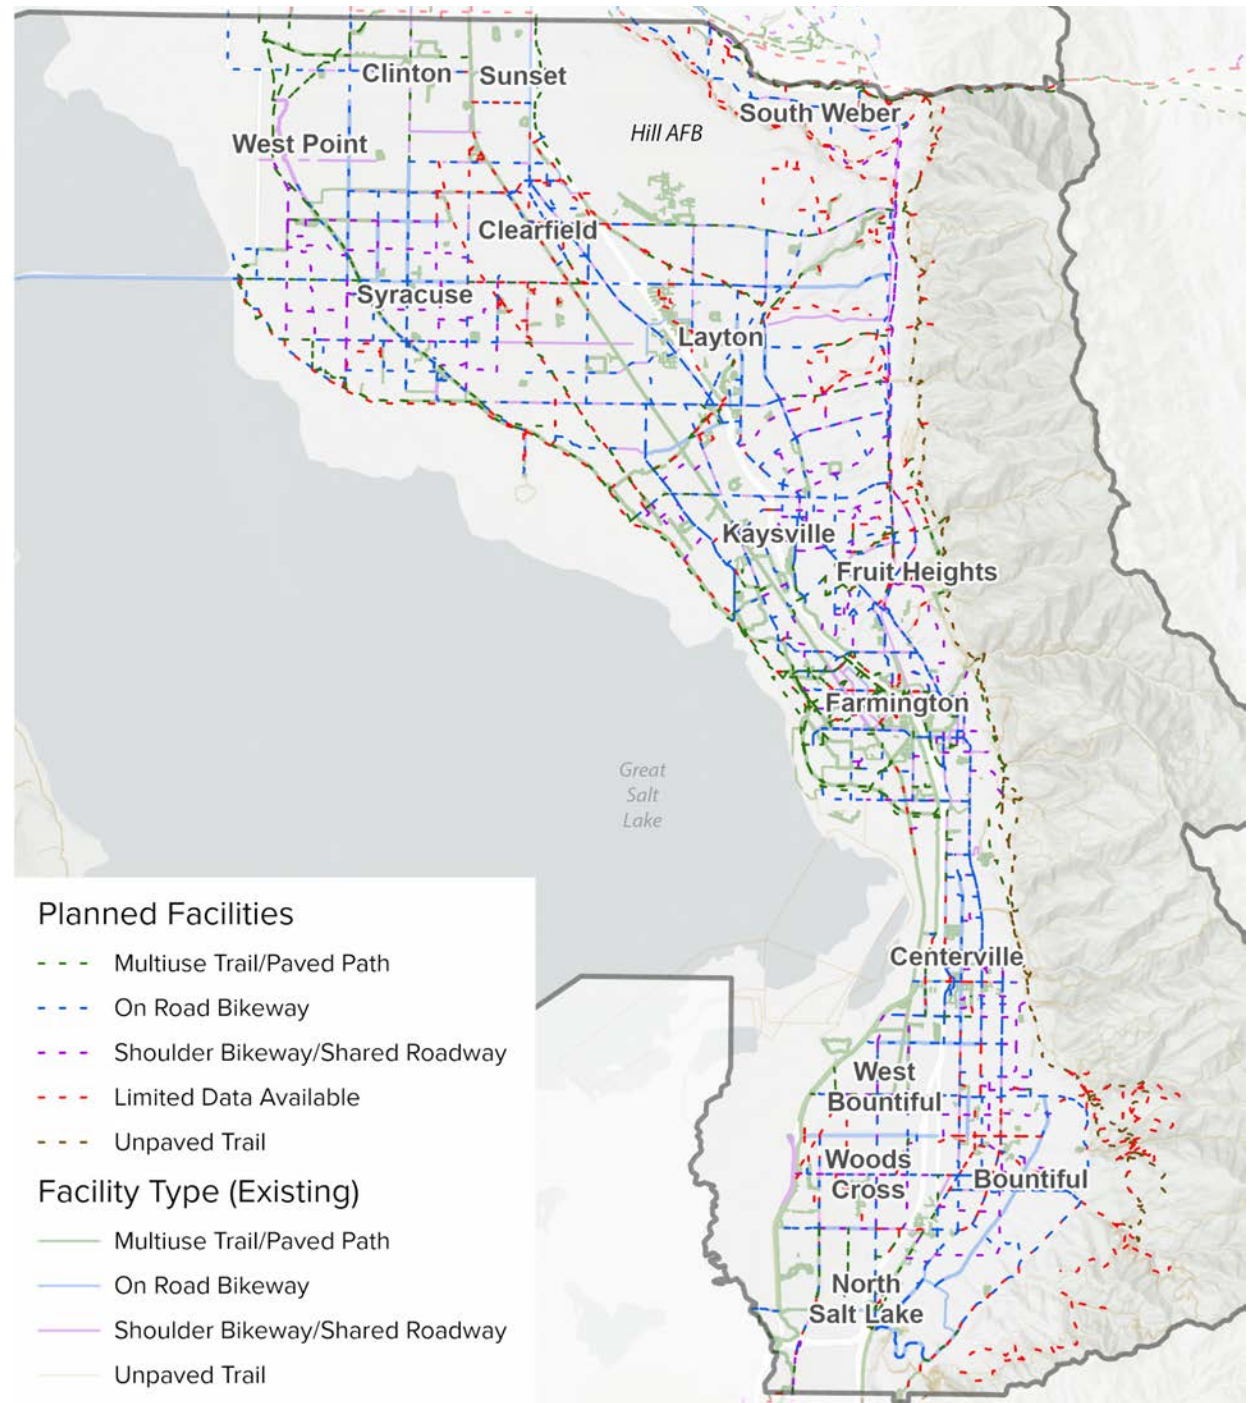 Clinton
Sunset
South Weber
Hill AFB
West Point
Clearfield
Syracuse
Layton
Kaysville
Fruit Heights
Farmington
Great
Salt
Lake
Centerville
West
Bountiful
Woods
Cross
Bountiful
North
Salt Lake
Planned Facilities
Multiuse Trail/Paved Path
On Road Bikeway
Shoulder Bikeway/Shared Roadway
Limited Data Available
Unpaved Trail
Facility Type (Existing)
Multiuse Trail/Paved Path
On Road Bikeway
Shoulder Bikeway/Shared Roadway
Unpaved Trail